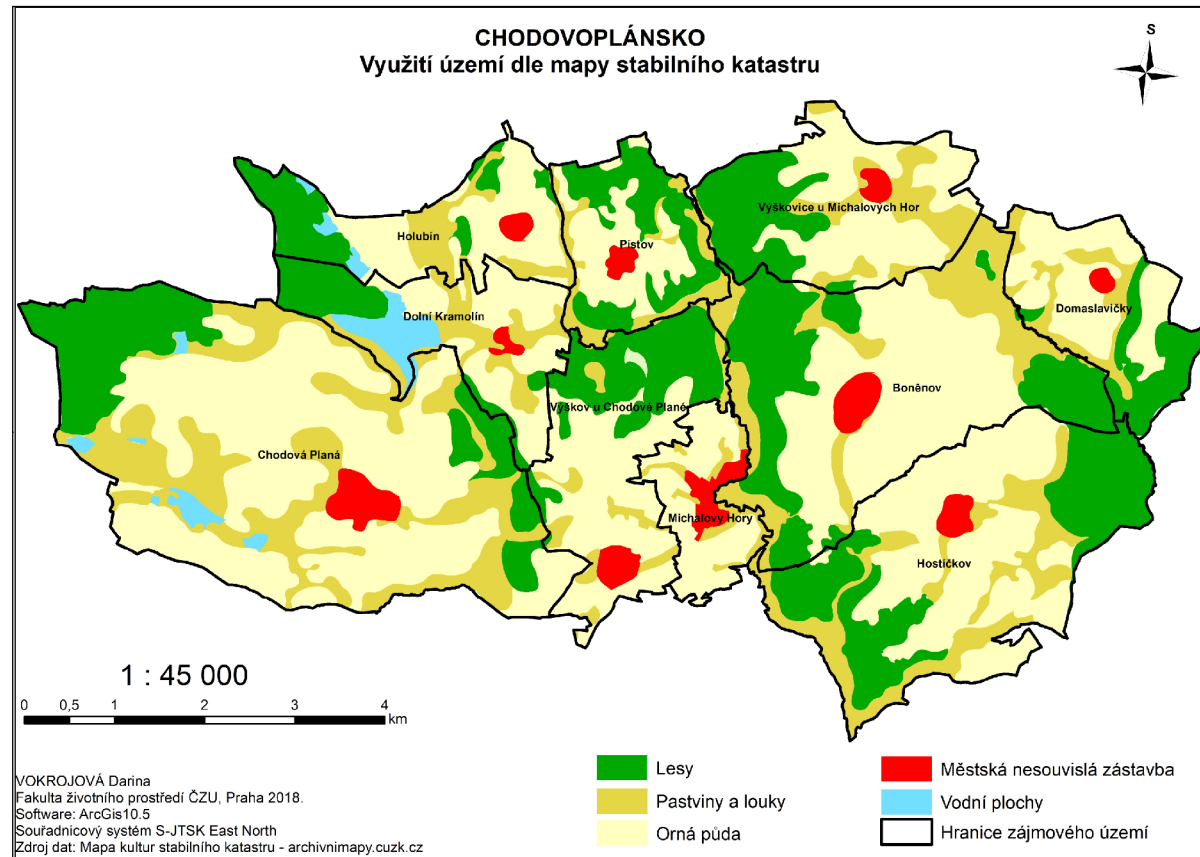 CHODOVOPLÁNSKO
Využití území dle mapy stabilního katastru
S
Výškovice u Michalových Hor
Holubín
Pístov
Domaslavičky
Dolní Kramolín
Boněnov
Výškov u Chodové Plané
Chodová Planá
Michalovy Hory
Hostíčkov
1 : 45 000
0 0,5 1 2 3 4
km
Lesy
Pastviny a louky
Orná půda
Městská nesouvislá zástavba
Vodní plochy
Hranice zájmového území
VOKROJOVÁ Darina
Fakulta životního prostředí ČZU, Praha 2018.
Software: ArcGis10.5
Souřadnicový systém S-JTSK East North
Zdroj dat: Mapa kultur stabilního katastru - archivnimapy.cuzk.cz